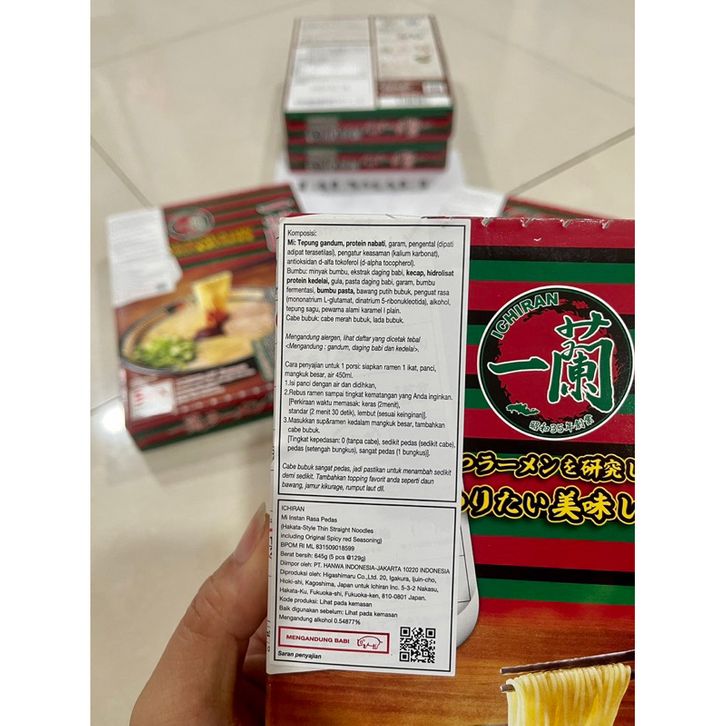 Komposisi:
Mi: Tepung gandum, protein nabati, garam, pengental (dipati
adipat terasetilasi), pengatur keasaman (kalium karbonat),
antioksidan d-alfa tokoferol (d-alpha tocopherol).
Bumbu: minyak bumbu, ekstrak daging babi, kecap, hidrolisat
protein kedelai, gula, pasta daging babi, garam, bumbu
fermentasi, bumbu pasta, bawang putih bubuk, penguat rasa
(mononatrium L-glutamat, dinatrium 5-ribonukleotida), alkohol,
tepung sagu, pewarna alami karamel I plain.
Cabe bubuk: cabe merah bubuk, lada bubuk.
Mengandung alergen, lihat daftar yang dicetak tebal
<Mengandung : gandum, daging babi dan kedelai>.
Cara penyajian untuk 1 porsi: siapkan ramen 1 ikat, panci,
mangkuk besar, air 450ml.
1.Isi panci dengan air dan didihkan,
2.Rebus ramen sampai tingkat kematangan yang Anda inginkan.
[Perkiraan waktu memasak: keras (2menit),
standar (2 menit 30 detik), lembut (sesuai keinginan)].
3.Masukkan sup&ramen kedalam mangkuk besar, tambahkan
cabe bubuk.
[Tingkat kepedasan: 0 (tanpa cabe), sedikit pedas (sedikit cabe),
pedas (setengah bungkus), sangat pedas (1 bungkus)].
Cabe bubuk sangat pedas, jadi pastikan untuk menambah sedikit
demi sedikit. Tambahkan topping favorit anda seperti daun
bawang, jamur kikurage, rumput laut dll.
ICHIRAN
Mi Instan Rasa Pedas
(Hakata-Style Thin Straight Noodles
including Original Spicy red Seasoning)
BPOM RI ML 831509018599
Berat bersih: 645g (5 pcs @129g)
Diimpor oleh: PT. HANWA INDONESIA-JAKARTA 10220 INDONESIA
Diproduksi oleh: Higashimaru Co.,Ltd. 20, Igakura, Ijuin-cho,
Hioki-shi, Kagoshima, Japan untuk Ichiran Inc. 5-3-2 Nakasu,
Hakata-Ku, Fukuoka-shi, Fukuoka-ken, 810-0801 Japan.
Kode produksi: Lihat pada kemasan
Baik digunakan sebelum: Lihat pada kemasan
Mengandung alkohol 0.54877%
MENGANDUNG BABI
Saran penyajian
ICHIRAN
一蘭
昭和35年創業
つラーメンを研究し
りたい美味し